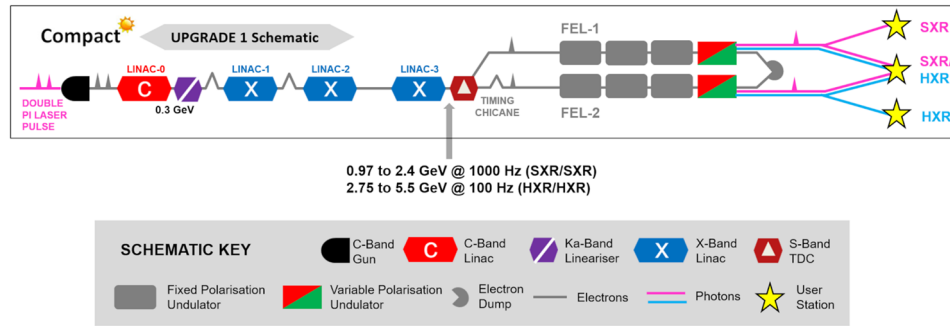 Compact
UPGRADE 1 Schematic
FEL-1
SXR
LINAC-0
LINAC-1
LINAC-2
LINAC-3
C
X
X
X
SXR/
HXR
0.3 GeV
DOUBLE
PI LASER
PULSE
TIMING
CHICANE
FEL-2
HXR
0.97 to 2.4 GeV @ 1000 Hz (SXR/SXR)
2.75 to 5.5 GeV @ 100 Hz (HXR/HXR)
SCHEMATIC KEY
C-Band
Gun
C
C-Band
Linac
Ka-Band
Lineariser
X
X-Band
Linac
S-Band
TDC
Fixed Polarisation
Undulator
Variable Polarisation
Undulator
Electron
Dump
Electrons
Photons
User
Station